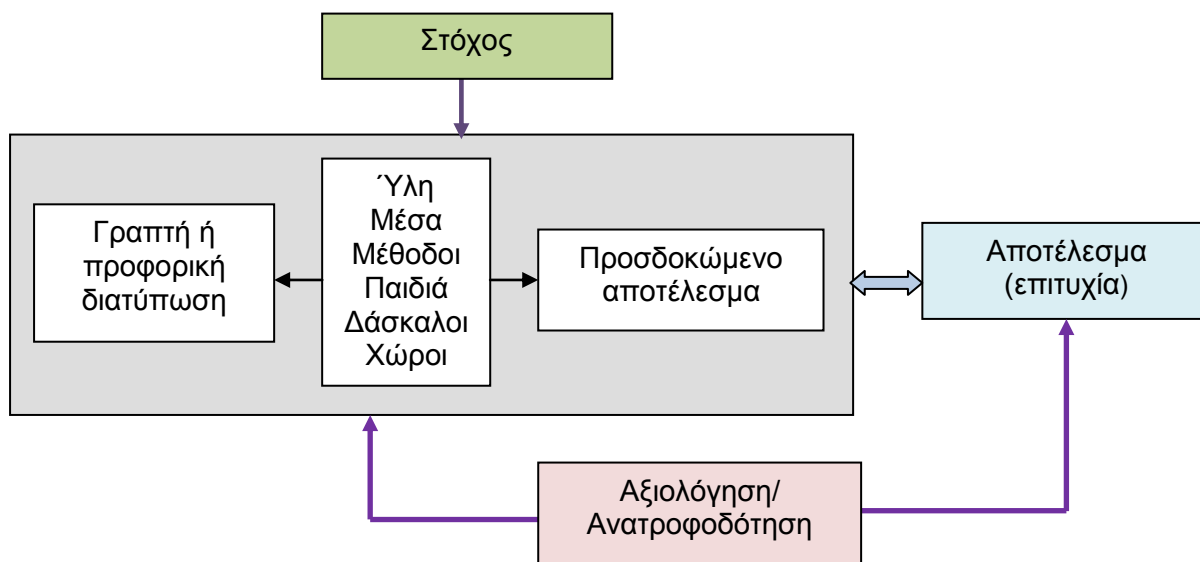 Στόχος
Γραπτή ή
προφορική
διατύπωση
Ύλη
Μέσα
Μέθοδοι
Παιδιά
Δάσκαλοι
Χώροι
Προσδοκώμενο
αποτέλεσμα
Αποτέλεσμα
(επιτυχία)
Αξιολόγηση/
Ανατροφοδότηση